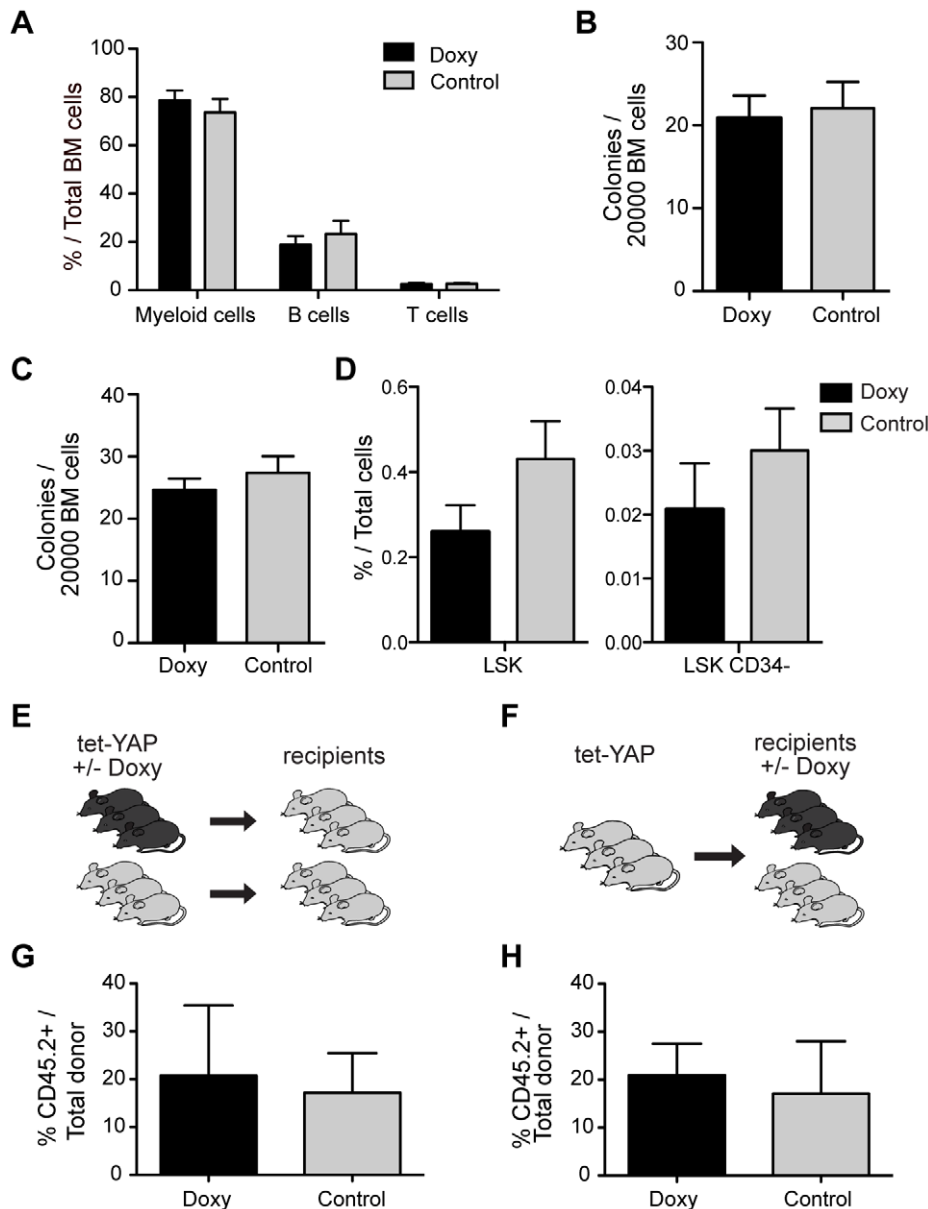 A
100
80
60
40
20
0
% / Total BM cells
Doxy
Control
Myeloid cells
B cells
T cells
B
30
20
10
0
Colonies /
20000 BM cells
Doxy
Control
C
40
30
20
10
0
Colonies /
20000 BM cells
Doxy
Control
D
0.6
0.4
0.2
0.0
% / Total cells
LSK
0.04
0.03
0.02
0.01
0.00
LSK CD34-
Doxy
Control
E
tet-YAP
+/- Doxy
recipients
F
tet-YAP
recipients
+/- Doxy
G
40
30
20
10
0
% CD45.2+ /
Total donor
Doxy
Control
H
40
30
20
10
0
% CD45.2+ /
Total donor
Doxy
Control